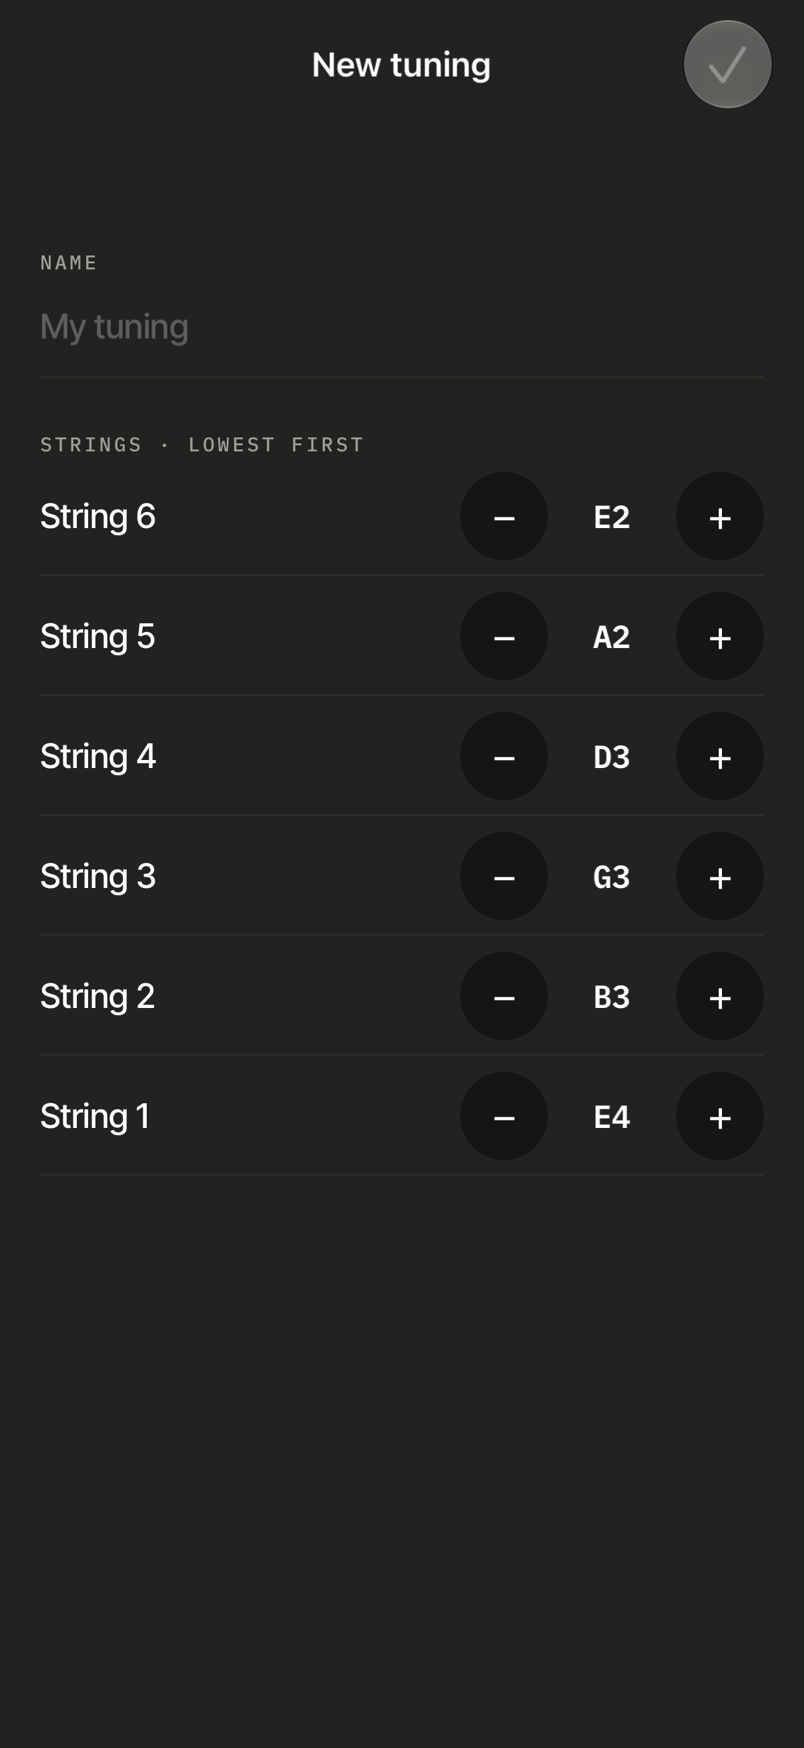 New tuning
NAME
My tuning
STRINGS · LOWEST FIRST
String 6 − E2 +
String 5 − A2 +
String 4 − D3 +
String 3 − G3 +
String 2 − B3 +
String 1 − E4 +